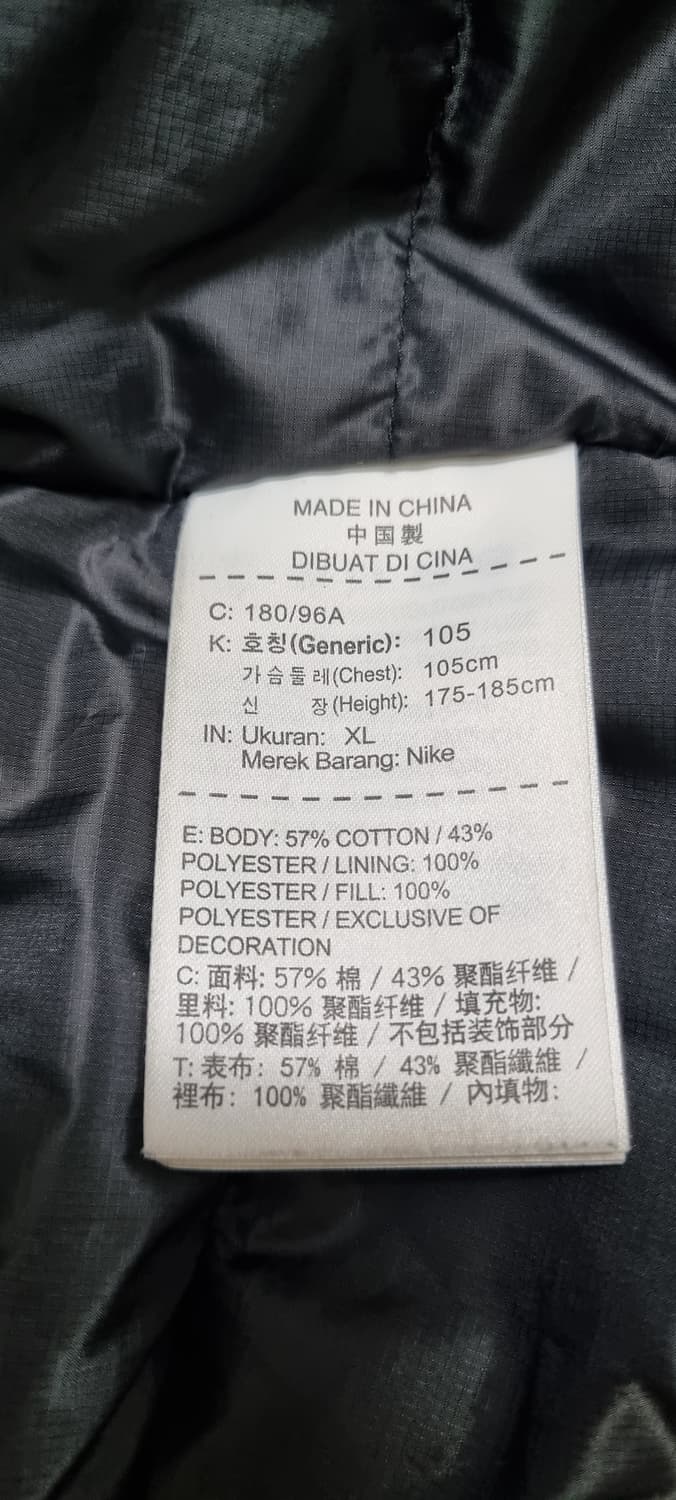 MADE IN CHINA
中国製
DIBUAT DI CINA
C: 180/96A
K: 호칭(Generic): 105
가슴둘레(Chest): 105cm
신 장(Height): 175-185cm
IN: Ukuran: XL
Merek Barang: Nike
E: BODY: 57% COTTON / 43%
POLYESTER / LINING: 100%
POLYESTER / FILL: 100%
POLYESTER / EXCLUSIVE OF
DECORATION
C: 面料: 57% 棉 / 43% 聚酯纤维 /
里料: 100% 聚酯纤维 / 填充物:
100% 聚酯纤维 / 不包括装饰部分
T: 表布: 57% 棉 / 43% 聚酯纖維 /
裡布: 100% 聚酯纖維 / 內填物: